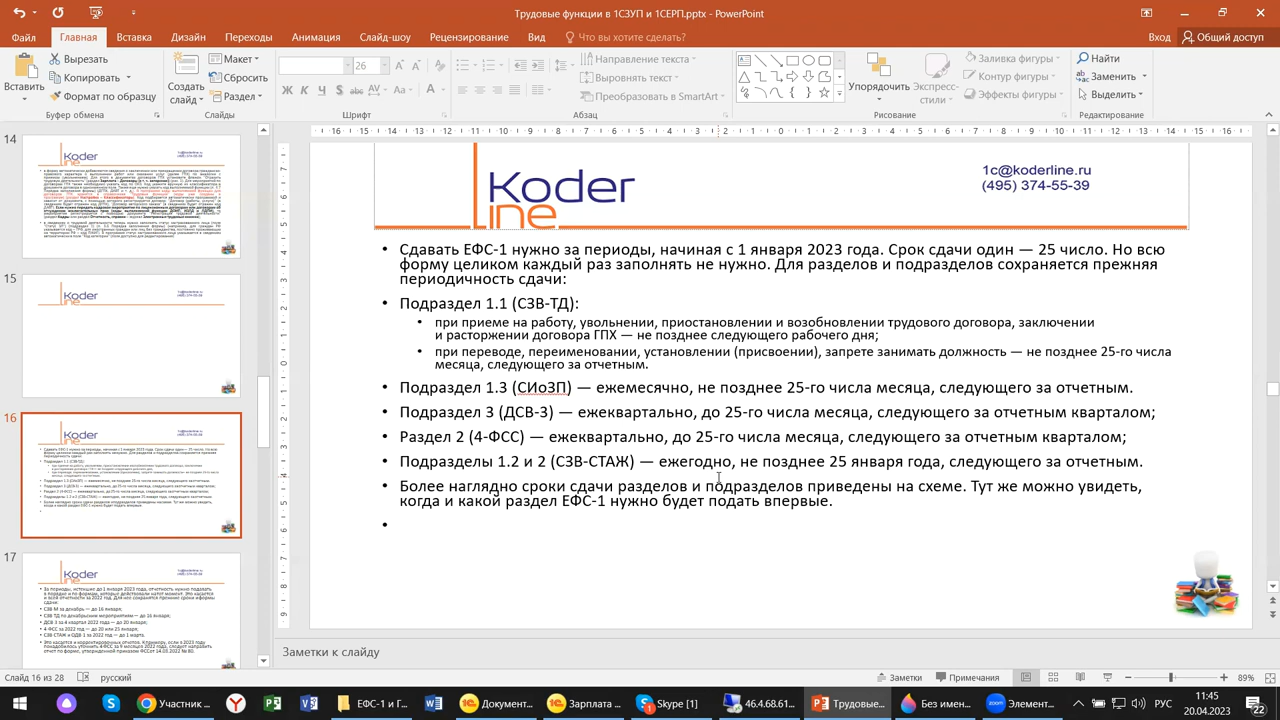 Трудовые функции в 1СЗУП и 1СЕРП.pptx - PowerPoint
Файл Главная Вставка Дизайн Переходы Анимация Слайд-шоу Рецензирование Вид Что вы хотите сделать? Вход Общий доступ
Вставить
Вырезать
Копировать
Формат по образцу
Буфер обмена
Создать слайд
Макет
Сбросить
Раздел
Слайды
26
Ж К Ч S abc AV Aa A
Шрифт
Направление текста
Выровнять текст
Преобразовать в SmartArt
Абзац
Упорядочить
Экспресс-стили
Заливка фигуры
Контур фигуры
Эффекты фигуры
Рисование
Найти
Заменить
Выделить
Редактирование
14
15
16
17
Koder
line
1c@koderline.ru
(495) 374-55-39
• Сдавать ЕФС-1 нужно за периоды, начиная с 1 января 2023 года. Срок сдачи один — 25 число. Но всю
форму целиком каждый раз заполнять не нужно. Для разделов и подразделов сохраняется прежняя
периодичность сдачи:
• Подраздел 1.1 (СЗВ-ТД):
• при приеме на работу, увольнении, приостановлении и возобновлении трудового договора, заключении
и расторжении договора ГПХ — не позднее следующего рабочего дня;
• при переводе, переименовании, установлении (присвоении), запрете занимать должность — не позднее 25-го числа
месяца, следующего за отчетным.
• Подраздел 1.3 (СИоЗП) — ежемесячно, не позднее 25-го числа месяца, следующего за отчетным.
• Подраздел 3 (ДСВ-3) — ежеквартально, до 25-го числа месяца, следующего за отчетным кварталом;
• Раздел 2 (4-ФСС) — ежеквартально, до 25-го числа месяца, следующего за отчетным кварталом;
• Подразделы 1.2 и 2 (СЗВ-СТАЖ) — ежегодно, не позднее 25 января года, следующего за отчетным.
• Более наглядно сроки сдачи разделов и подразделов приведены на схеме. Тут же можно увидеть,
когда и какой раздел ЕФС-1 нужно будет подать впервые.
•
Заметки к слайду
Слайд 16 из 28 русский Заметки Примечания 89%
Участник ... ЕФС-1 и Г... Докумен... Зарплата ... Skype [1] 46.4.68.61... Трудовые... Без имен... Элемент... РУС
11:45
20.04.2023
22